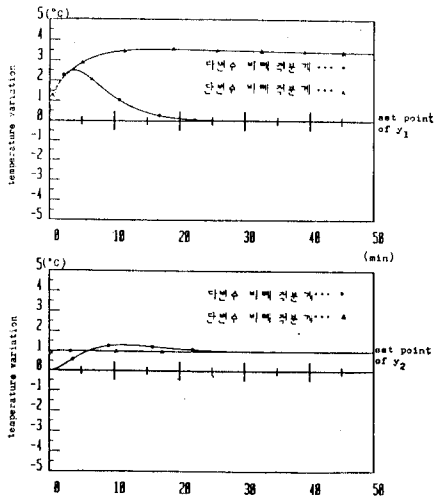 5(°C)
4
3
2
1
0
-1
-2
-3
-4
-5
temperature variation
다변수 비례 적분계 ··· •
단변수 비례 적분계 ··· ▲
set point
of y1
0 10 20 30 40 50
(min)
5(°C)
4
3
2
1
0
-1
-2
-3
-4
-5
temperature variation
다변수 비례 적분계 ··· •
단변수 비례 적분계 ··· ▲
set point
of y2
0 10 20 30 40 50